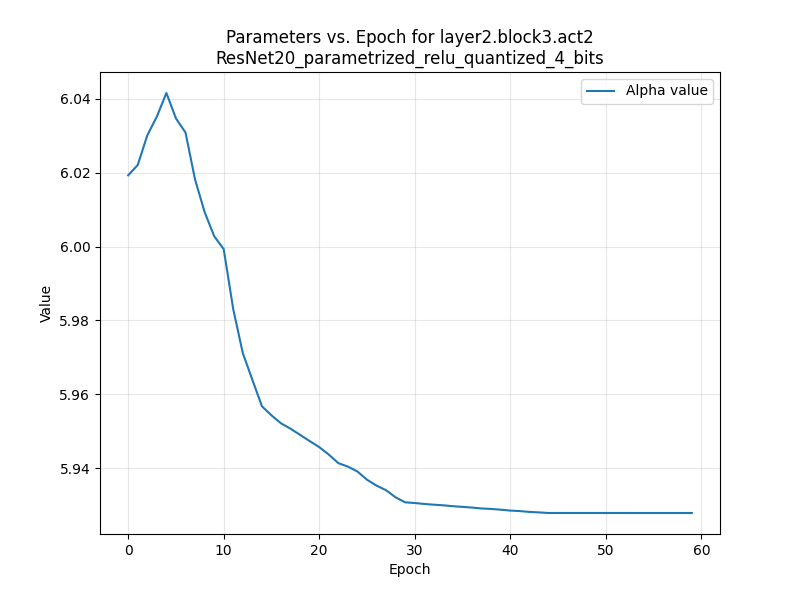 Parameters vs. Epoch for layer2.block3.act2
ResNet20_parametrized_relu_quantized_4_bits
Alpha value
6.04
6.02
6.00
5.98
5.96
5.94
Value
0 10 20 30 40 50 60
Epoch